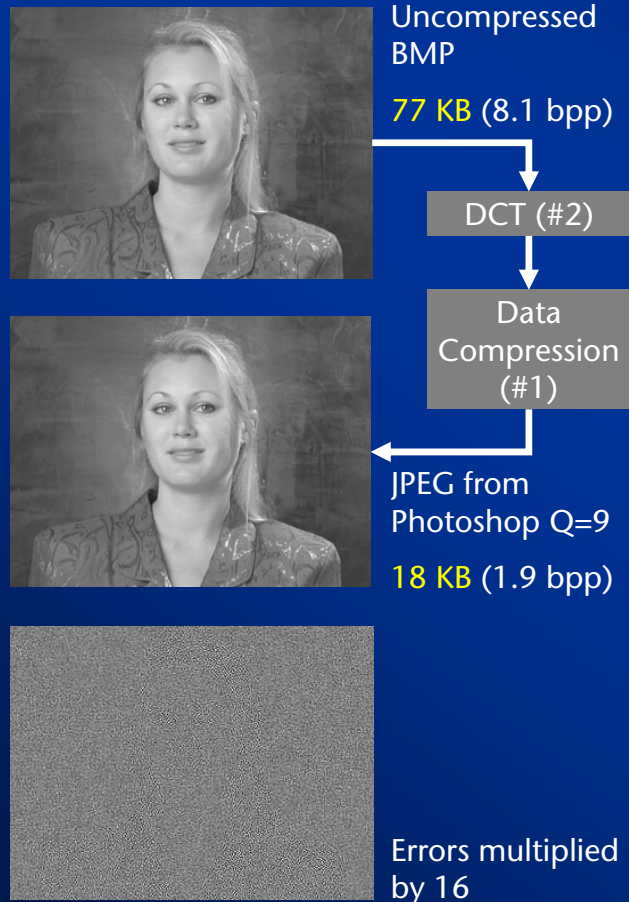 Uncompressed
BMP
77 KB (8.1 bpp)
DCT (#2)
Data
Compression
(#1)
JPEG from
Photoshop Q=9
18 KB (1.9 bpp)
Errors multiplied
by 16